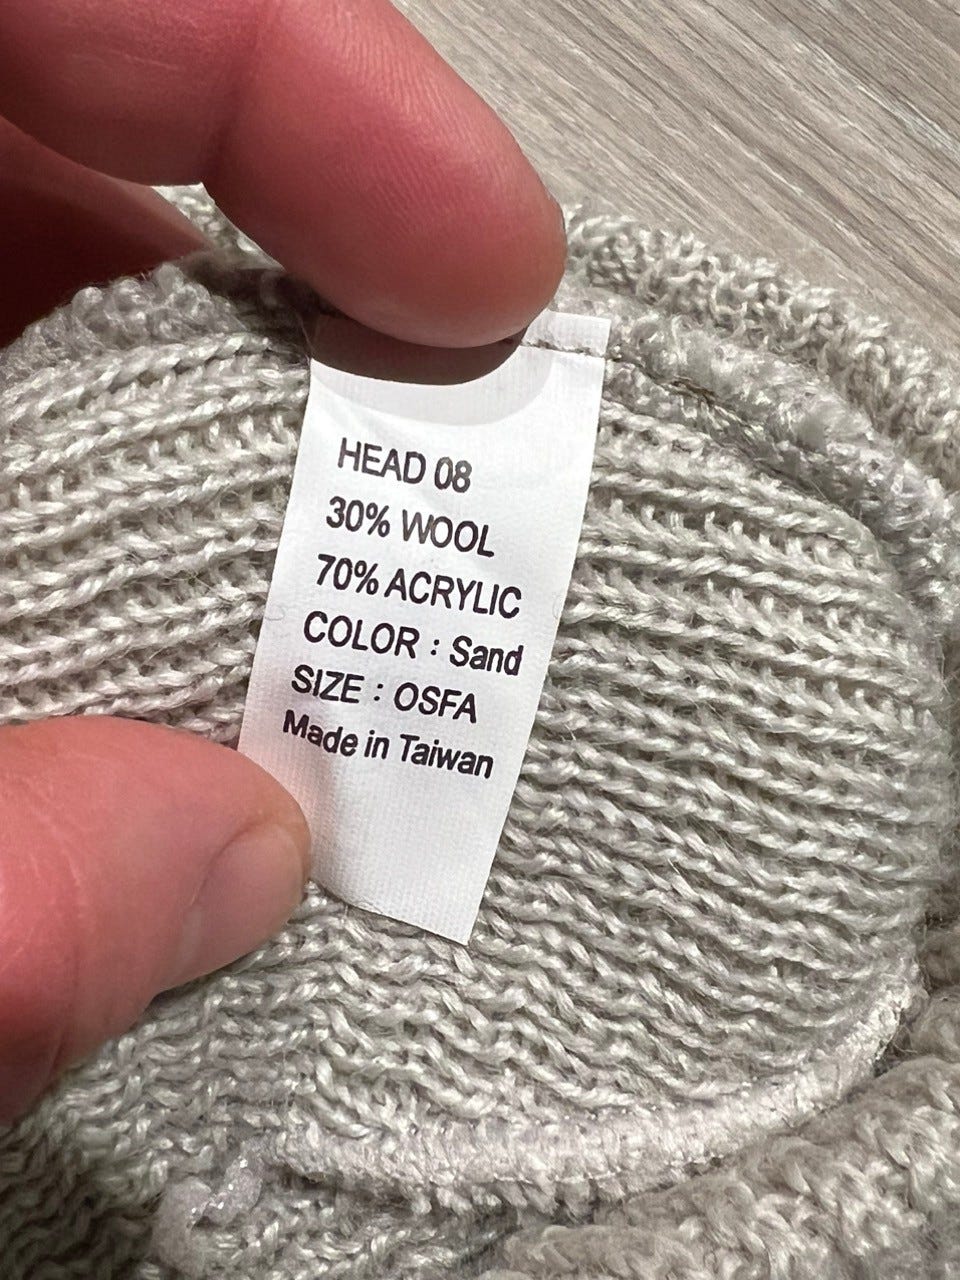 HEAD 08
30% WOOL
70% ACRYLIC
COLOR : Sand
SIZE : OSFA
Made in Taiwan